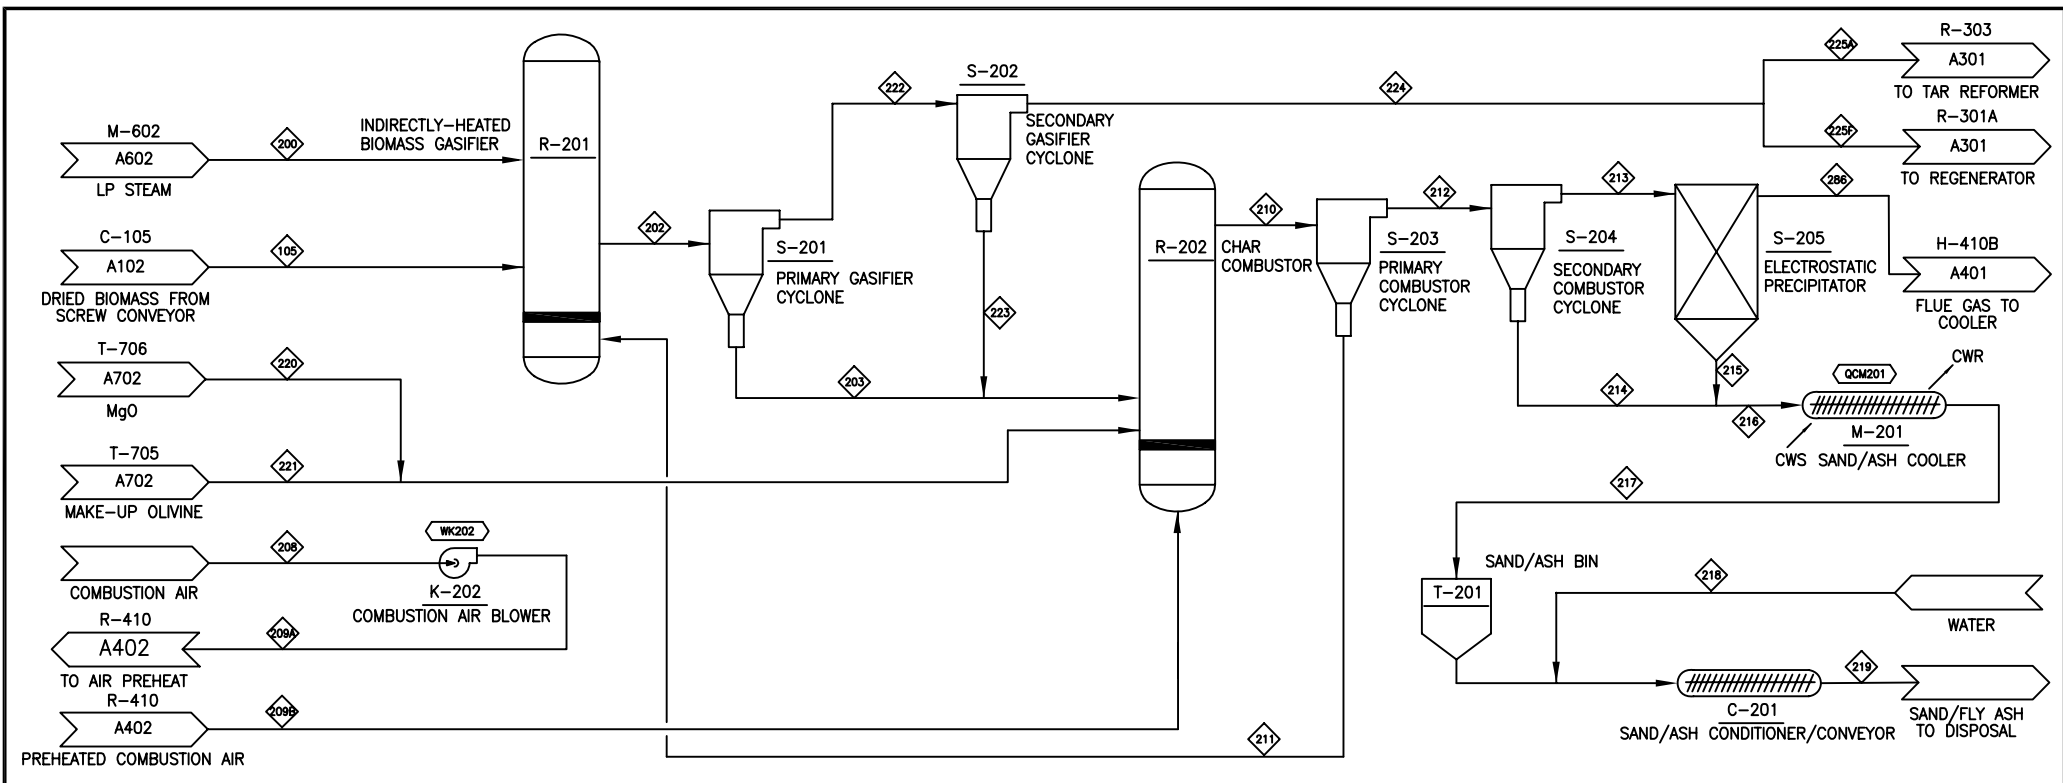 M-602
A602
LP STEAM
200
C-105
A102
DRIED BIOMASS FROM
SCREW CONVEYOR
105
T-706
A702
MgO
220
T-705
A702
MAKE-UP OLIVINE
221
COMBUSTION AIR
208
WK202
K-202
COMBUSTION AIR BLOWER
R-410
A402
TO AIR PREHEAT
209A
R-410
A402
PREHEATED COMBUSTION AIR
209B
INDIRECTLY-HEATED
BIOMASS GASIFIER
R-201
202
S-201
PRIMARY GASIFIER
CYCLONE
222
S-202
SECONDARY
GASIFIER
CYCLONE
223
203
224
225A
R-303
A301
TO TAR REFORMER
225F
R-301A
A301
TO REGENERATOR
R-202
CHAR
COMBUSTOR
210
S-203
PRIMARY
COMBUSTOR
CYCLONE
212
S-204
SECONDARY
COMBUSTOR
CYCLONE
213
S-205
ELECTROSTATIC
PRECIPITATOR
286
H-410B
A401
FLUE GAS TO
COOLER
214
215
216
QCM201
CWR
M-201
CWS SAND/ASH COOLER
217
SAND/ASH BIN
T-201
218
WATER
219
C-201
SAND/ASH CONDITIONER/CONVEYOR
SAND/FLY ASH
TO DISPOSAL
211